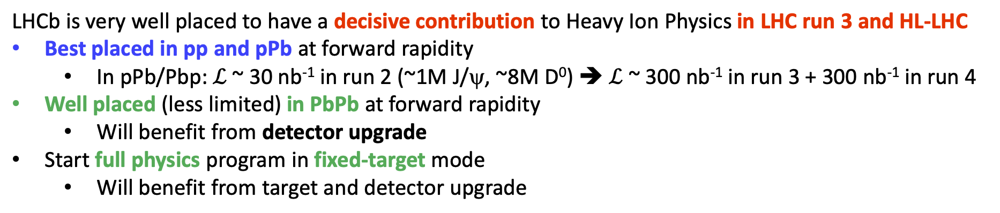 LHCb is very well placed to have a decisive contribution to Heavy Ion Physics in LHC run 3 and HL-LHC
• Best placed in pp and pPb at forward rapidity
• In pPb/Pbp: ℒ ~ 30 nb⁻¹ in run 2 (~1M J/ψ, ~8M D⁰) ➔ ℒ ~ 300 nb⁻¹ in run 3 + 300 nb⁻¹ in run 4
• Well placed (less limited) in PbPb at forward rapidity
• Will benefit from detector upgrade
• Start full physics program in fixed-target mode
• Will benefit from target and detector upgrade